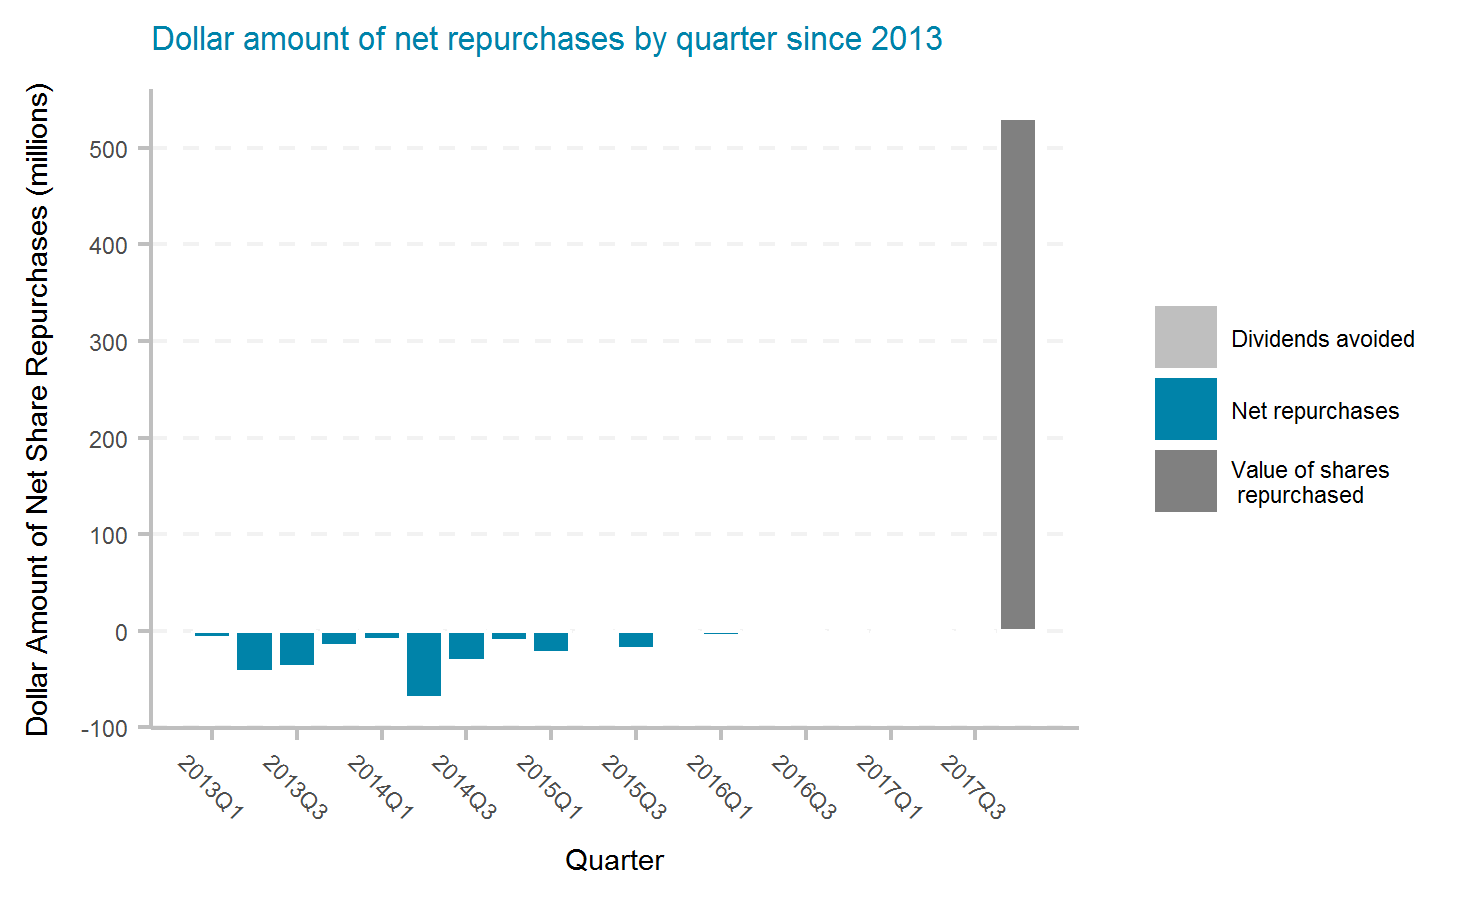 Dollar amount of net repurchases by quarter since 2013
Dollar Amount of Net Share Repurchases (millions)
500
400
300
200
100
0
-100
2013Q1
2013Q3
2014Q1
2014Q3
2015Q1
2015Q3
2016Q1
2016Q3
2017Q1
2017Q3
Quarter
Dividends avoided
Net repurchases
Value of shares
repurchased